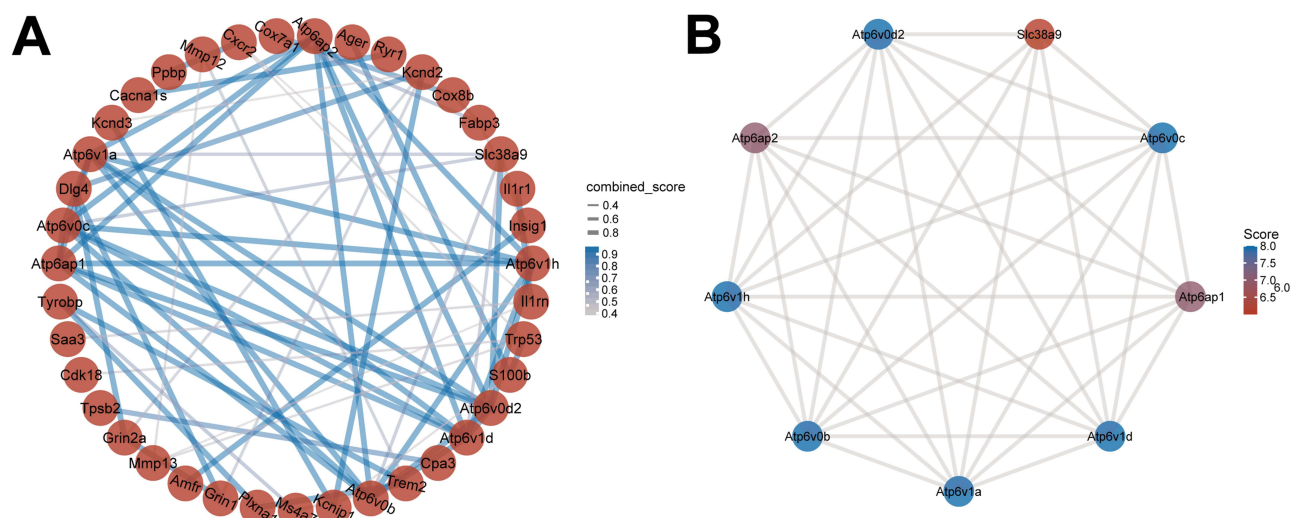 A
Atp6ap2
Ager
Ryr1
Kcnd2
Cox8b
Fabp3
Slc38a9
Il1r1
Insig1
Atp6v1h
Il1rn
Trp53
S100b
Atp6v0d2
Atp6v1d
Cpa3
Trem2
Atp6v0b
Kcnip1
Grin1
Amfr
Mmp13
Grin2a
Tpsb2
Cdk18
Saa3
Tyrobp
Atp6ap1
Atp6v0c
Dlg4
Atp6v1a
Kcnd3
Cacna1s
Ppbp
Mmp12
Cxcr2
Cox7a1
combined_score
0.4
0.6
0.8
0.9
0.8
0.7
0.6
0.5
0.4
B
Atp6v0d2
Slc38a9
Atp6ap2
Atp6v0c
Atp6v1h
Atp6ap1
Atp6v0b
Atp6v1d
Atp6v1a
Score
8.0
7.5
7.0
6.0
6.5